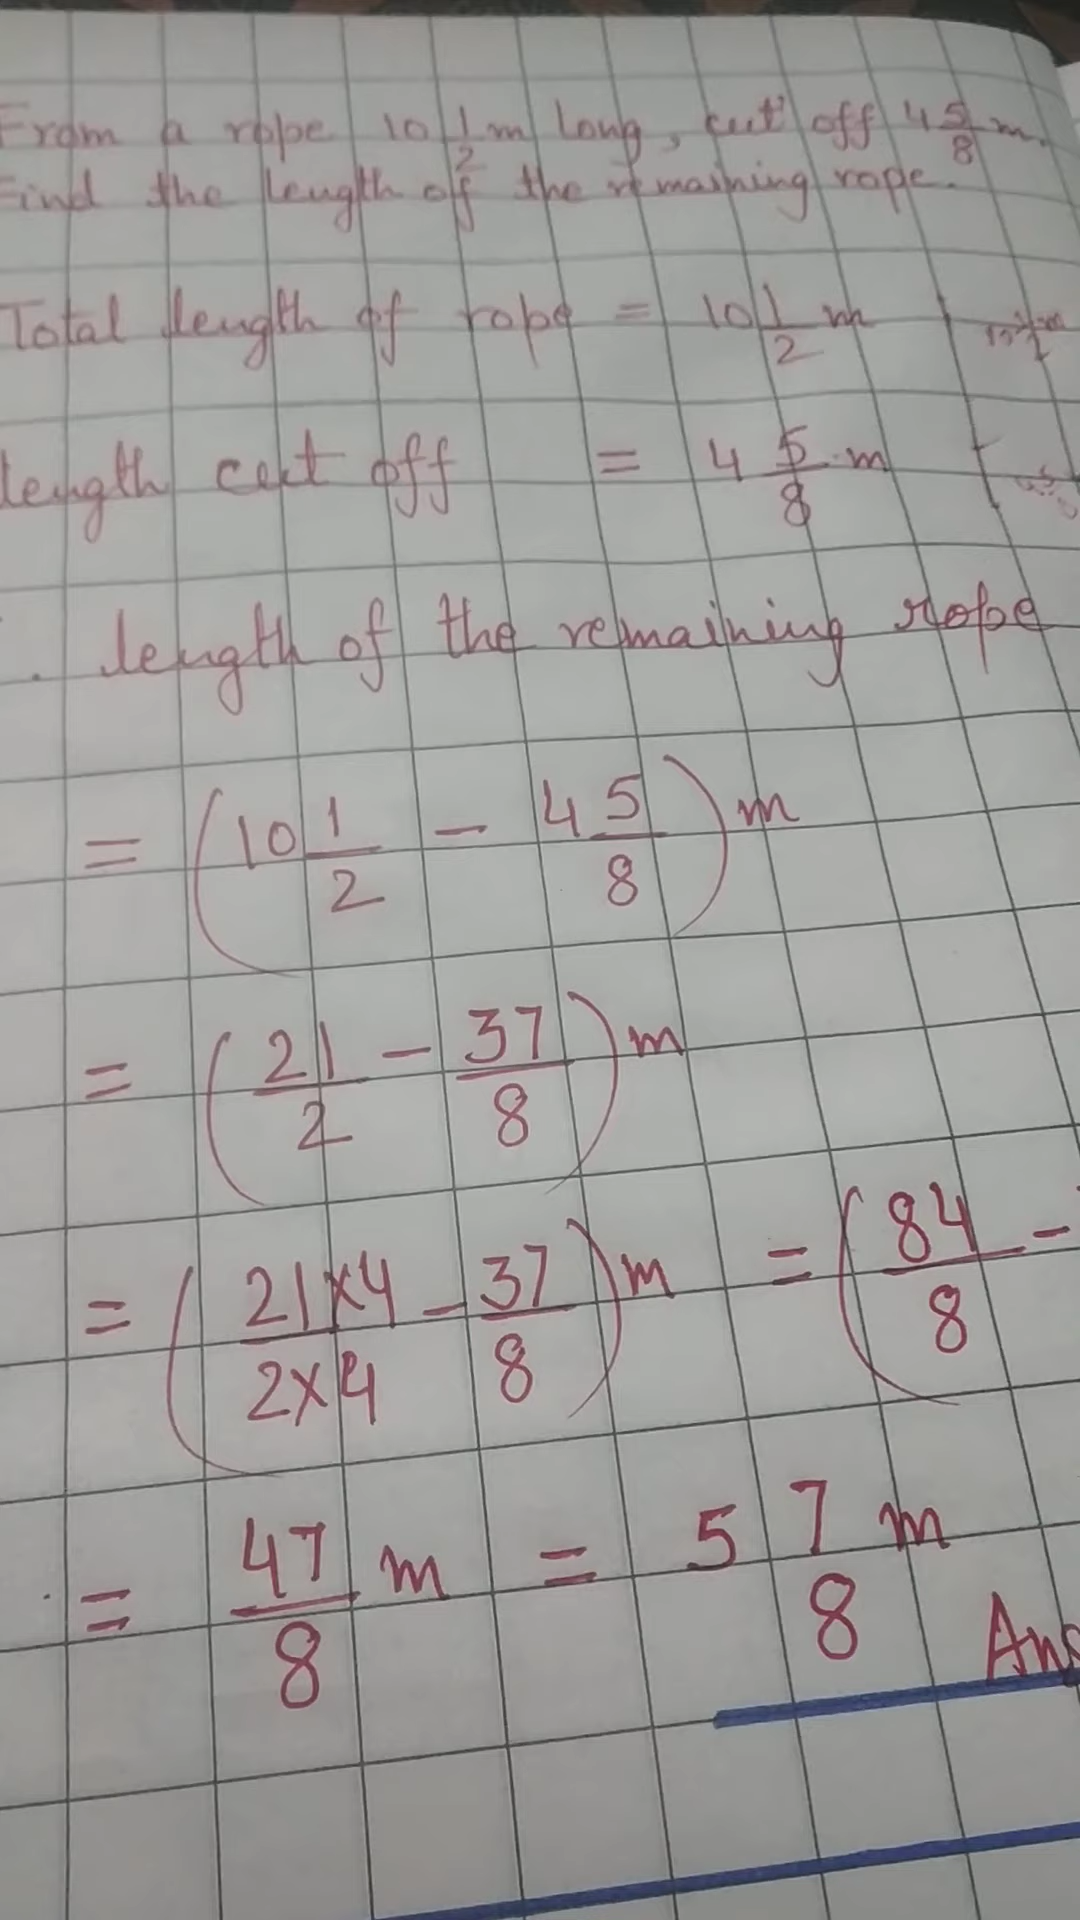 From a rope 10 1/2 m long, cut off 4 5/8 m.
Find the length of the remaining rope.
Total length of rope = 10 1/2 m
length cut off = 4 5/8 m
length of the remaining rope
= (10 1/2 - 4 5/8) m
= (21/2 - 37/8) m
= (21×4/2×4 - 37/8) m = (84/8 -
= 47/8 m = 5 7/8 m
Ans